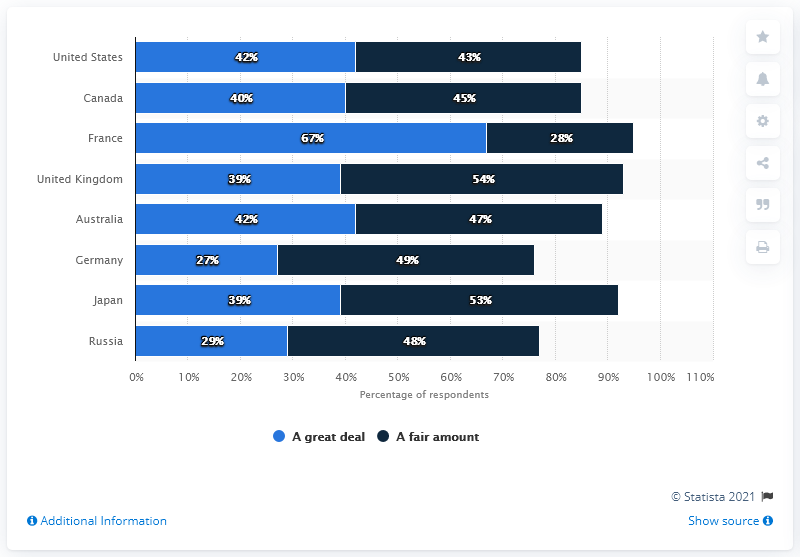 United States 42% 43%
Canada 40% 45%
France 67% 28%
United Kingdom 39% 54%
Australia 42% 47%
Germany 27% 49%
Japan 39% 53%
Russia 29% 48%
0% 10% 20% 30% 40% 50% 60% 70% 80% 90% 100% 110%
Percentage of respondents
A great deal A fair amount
© Statista 2021
Additional Information Show source